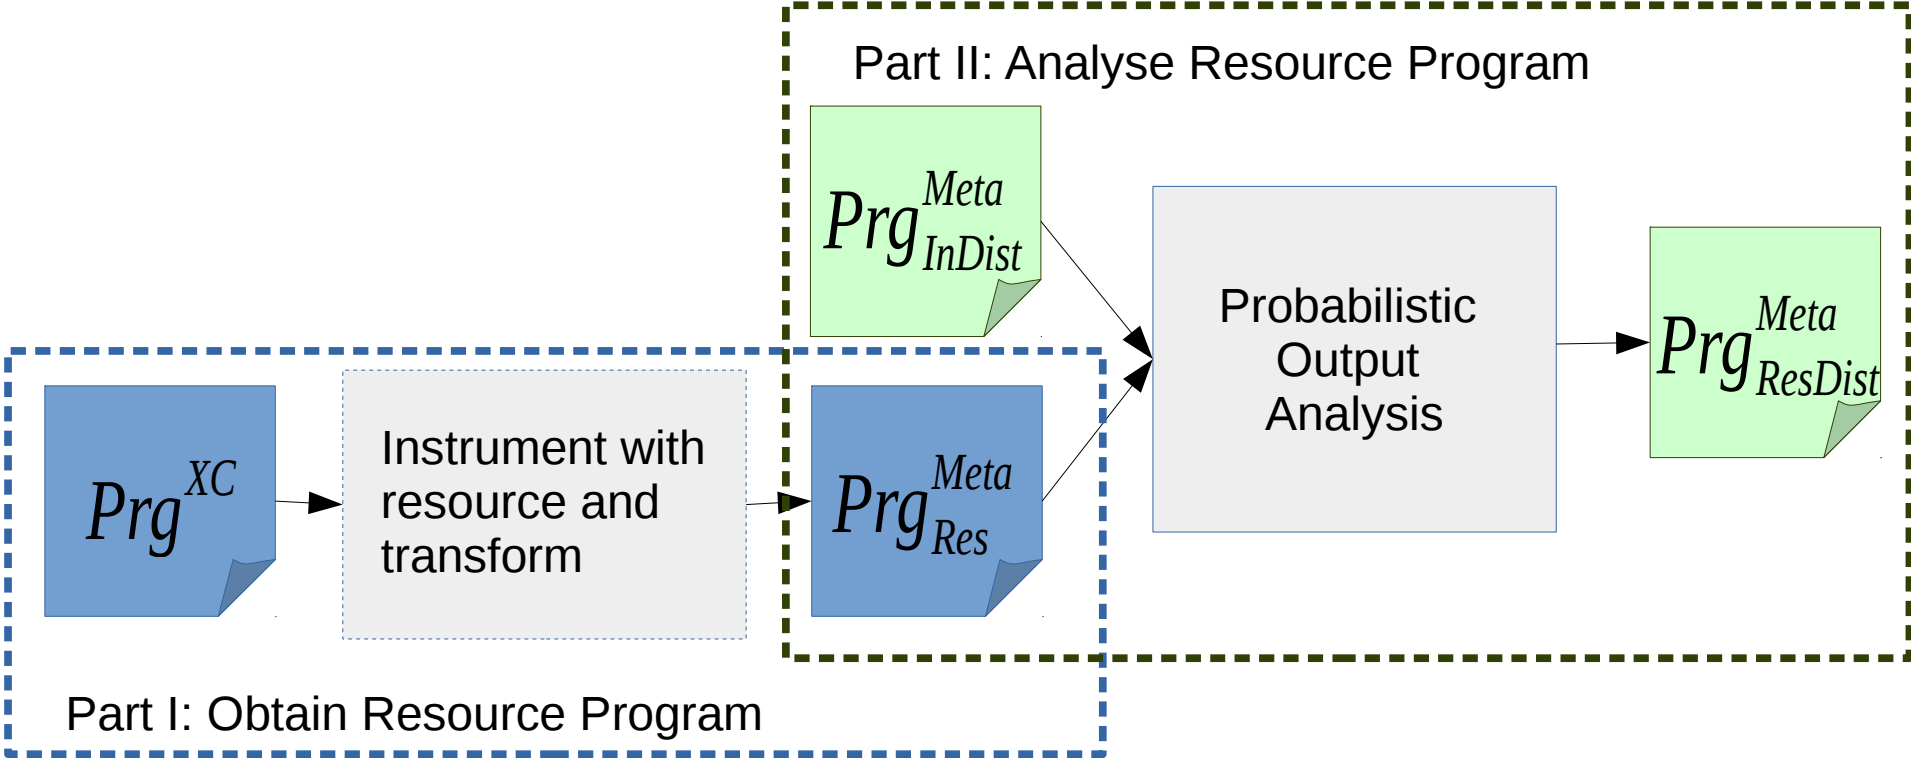 Part II: Analyse Resource Program
Prg^{Meta}_{InDist}
Probabilistic
Output
Analysis
Prg^{Meta}_{ResDist}
Prg^{XC}
Instrument with
resource and
transform
Prg^{Meta}_{Res}
Part I: Obtain Resource Program